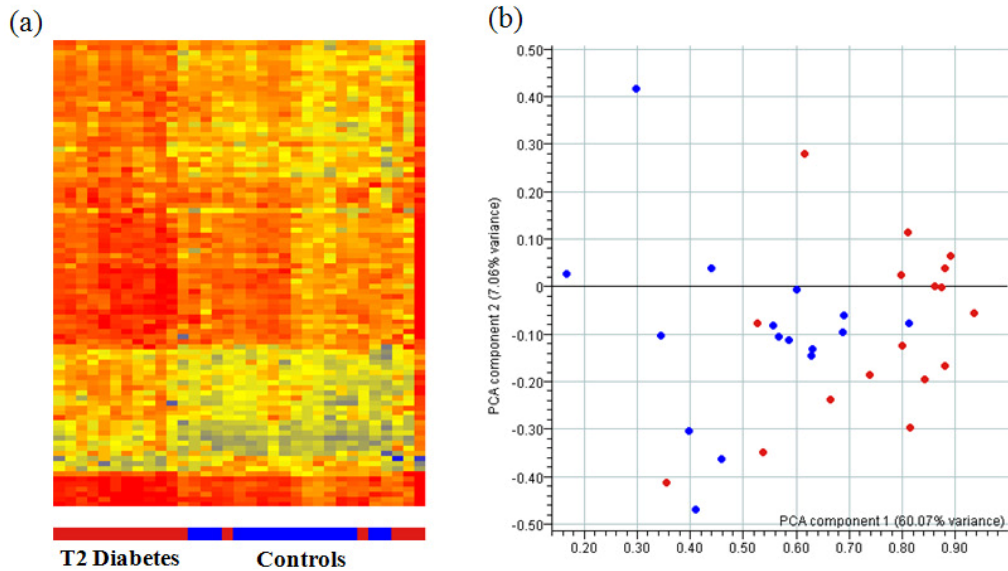 (a)
(b)
T2 Diabetes
Controls
PCA component 2 (7.06% variance)
0.50
0.40
0.30
0.20
0.10
0
-0.10
-0.20
-0.30
-0.40
-0.50
PCA component 1 (60.07% variance)
0.20 0.30 0.40 0.50 0.60 0.70 0.80 0.90